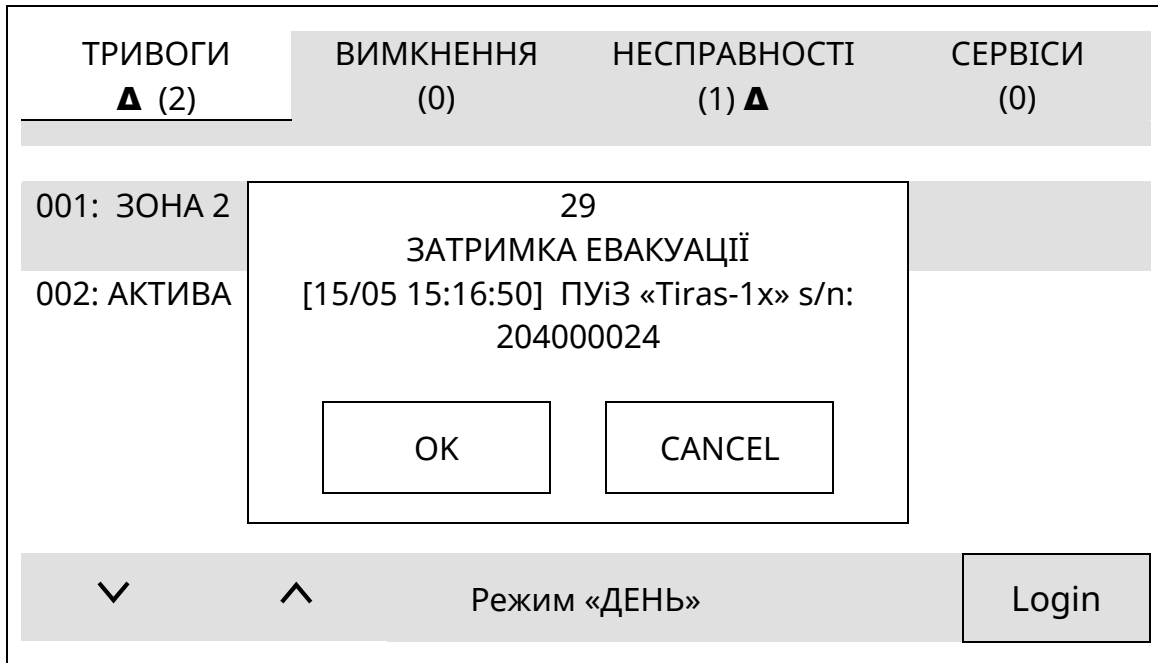 ТРИВОГИ ВИМКНЕННЯ НЕСПРАВНОСТІ СЕРВІСИ
Δ (2) (0) (1) Δ (0)
001: ЗОНА 2
29
ЗАТРИМКА ЕВАКУАЦІЇ
002: АКТИВА
[15/05 15:16:50] ПУіЗ «Tiras-1x» s/n:
204000024
OK CANCEL
Режим «ДЕНЬ» Login